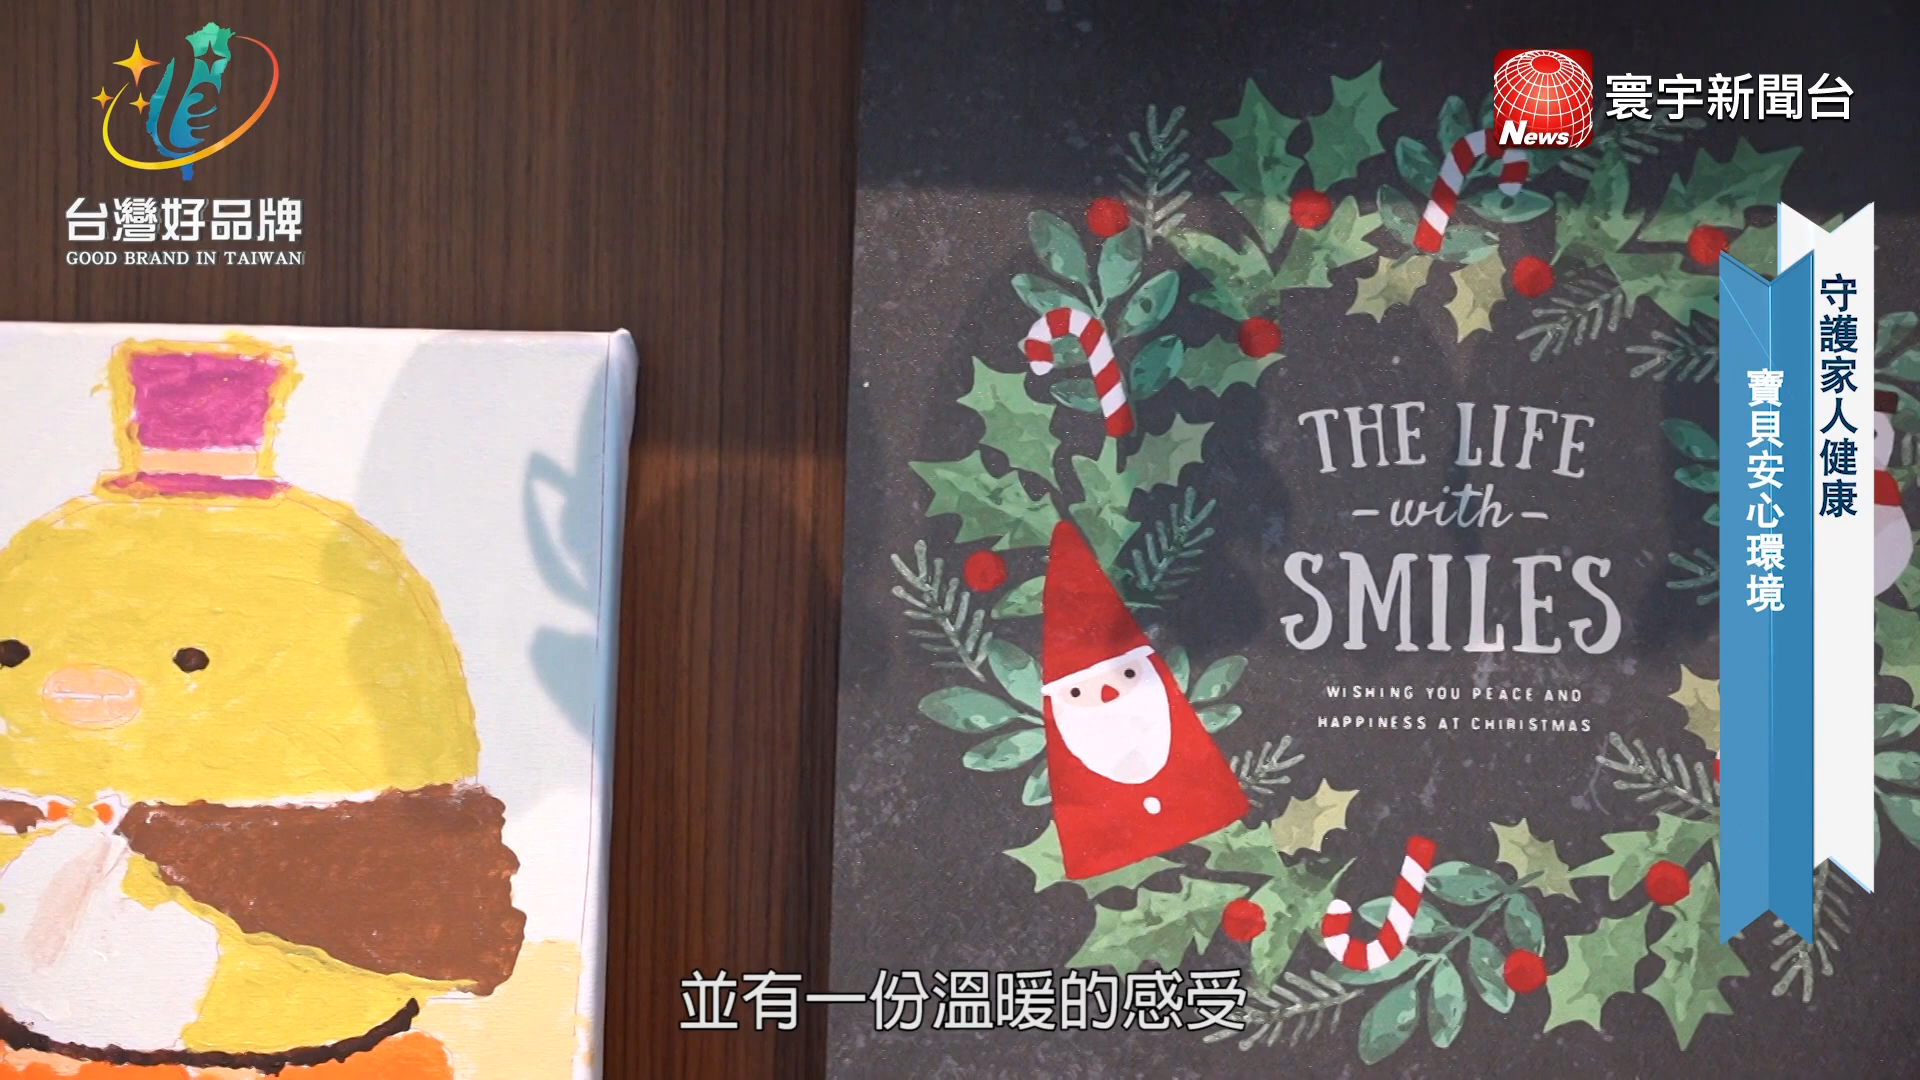 台灣好品牌
GOOD BRAND IN TAIWAN
News
寰宇新聞台
守護家人健康
寶貝安心環境
THE LIFE
-with-
SMILES
WISHING YOU PEACE AND
HAPPINESS AT CHIRISTMAS
並有一份溫暖的感受